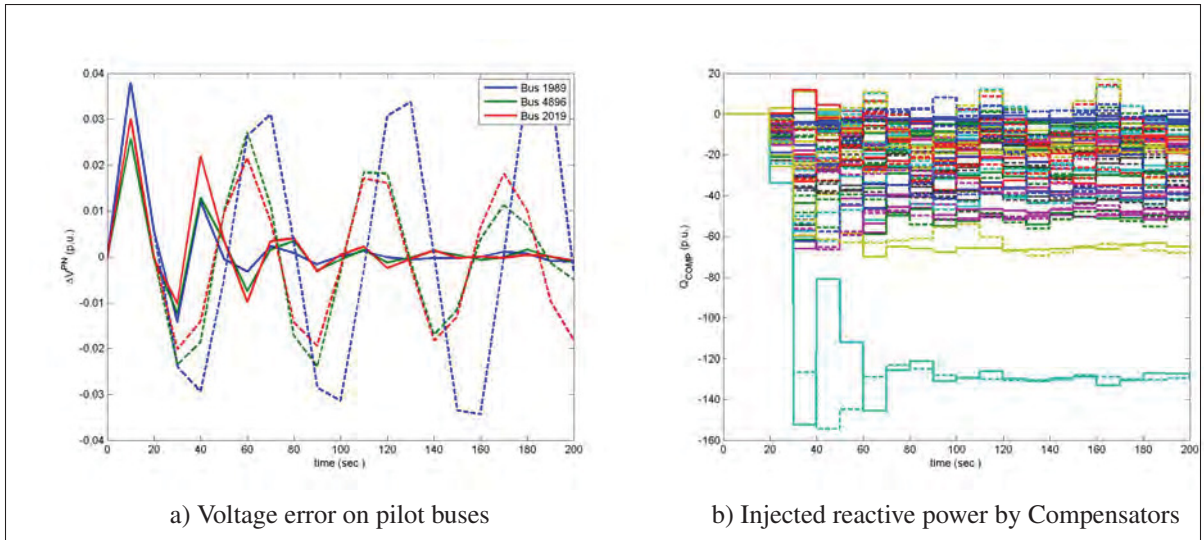 0.04
0.03
0.02
0.01
0
-0.01
-0.02
-0.03
-0.04
ΔV^PN (p.u.)
0 20 40 60 80 100 120 140 160 180 200
time (sec.)
Bus 1989
Bus 4896
Bus 2019
a) Voltage error on pilot buses
20
0
-20
-40
-60
-80
-100
-120
-140
-160
Q_COMP (p.u.)
0 20 40 60 80 100 120 140 160 180 200
time (sec.)
b) Injected reactive power by Compensators